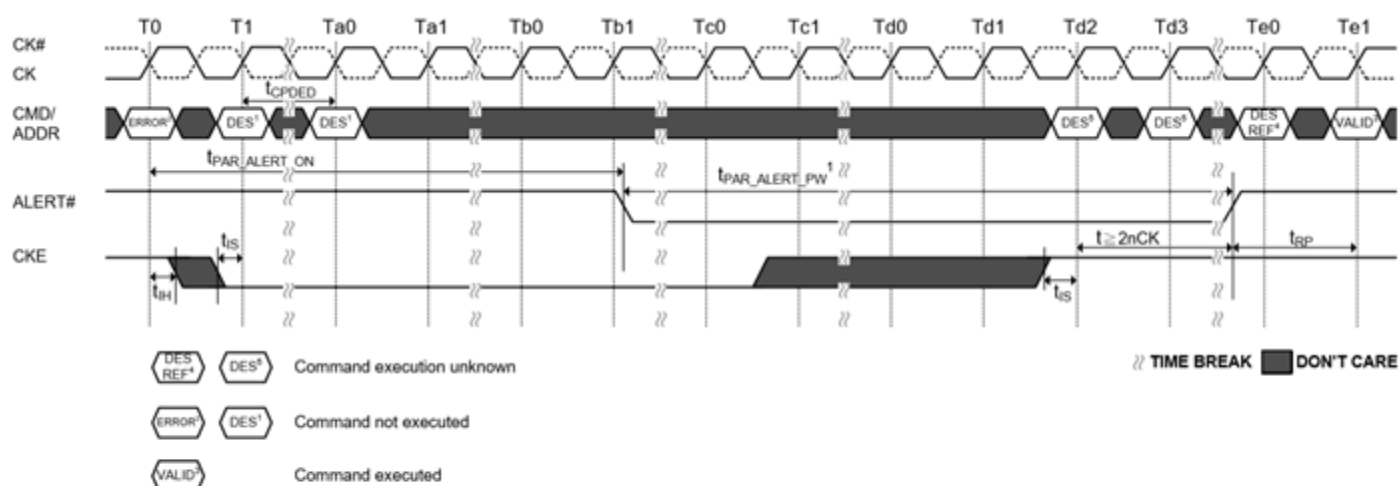 T0 T1 Ta0 Ta1 Tb0 Tb1 Tc0 Tc1 Td0 Td1 Td2 Td3 Te0 Te1
CK#
CK
tCPDED
CMD/
ADDR
ERROR² DES¹ DES¹ DES⁵ DES⁵ DES
REF⁴ VALID³
tPAR_ALERT_ON
tPAR_ALERT_PW¹
ALERT#
t≥2nCK
tRP
CKE
tIS
tIH
tIS
DES
REF⁴ DES⁵ Command execution unknown
TIME BREAK DON'T CARE
ERROR² DES¹ Command not executed
VALID³ Command executed